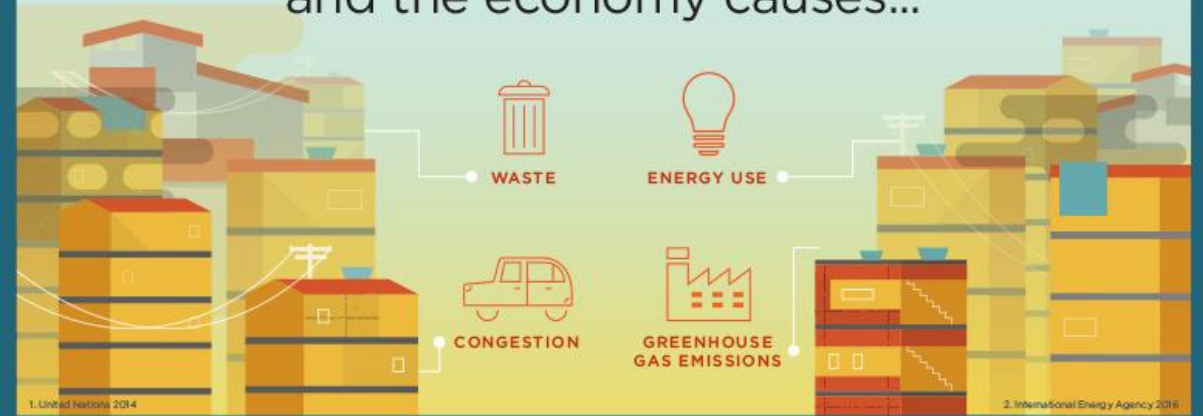 and the economy causes...
WASTE
ENERGY USE
CONGESTION
GREENHOUSE
GAS EMISSIONS
1. United Nations 2014
2. International Energy Agency 2016